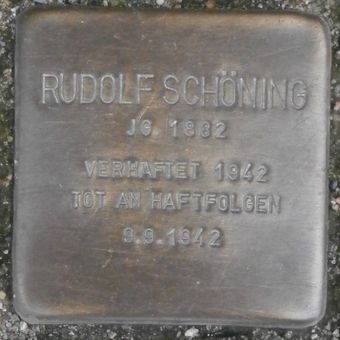 RUDOLF SCHÖNING
JG. 1882
VERHAFTET 1942
TOT AN HAFTFOLGEN
9.9.1942